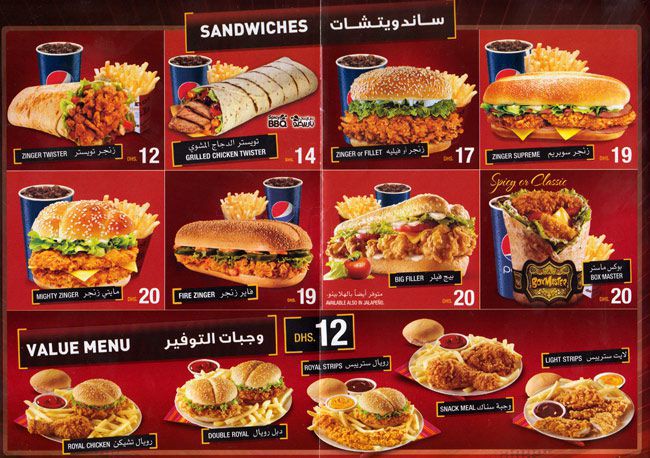 SANDWICHES ساندويتشات
ZINGER TWISTER زنجر تويستر
DHS. 12
تويستر الدجاج المشوي
GRILLED CHICKEN TWISTER
BBQ
DHS. 14
ZINGER or FILLET زنجر أو فيليه
DHS. 17
ZINGER SUPREME زنجر سوبريم
DHS. 19
MIGHTY ZINGER مايتي زنجر
DHS. 20
FIRE ZINGER فاير زنجر
DHS. 19
BIG FILLER بيج فيلر
متوفر أيضاً بالهلابينو.
AVAILABLE ALSO IN JALAPEÑO.
DHS. 20
Spicy or Classic
BOXMASTER
بوكس ماستر
BOX MASTER
DHS. 20
VALUE MENU وجبات التوفير
DHS. 12
ROYAL CHICKEN رويال تشيكن
DOUBLE ROYAL دبل رويال
ROYAL STRIPS رويال ستريبس
SNACK MEAL وجبة سناك
LIGHT STRIPS لايت ستريبس